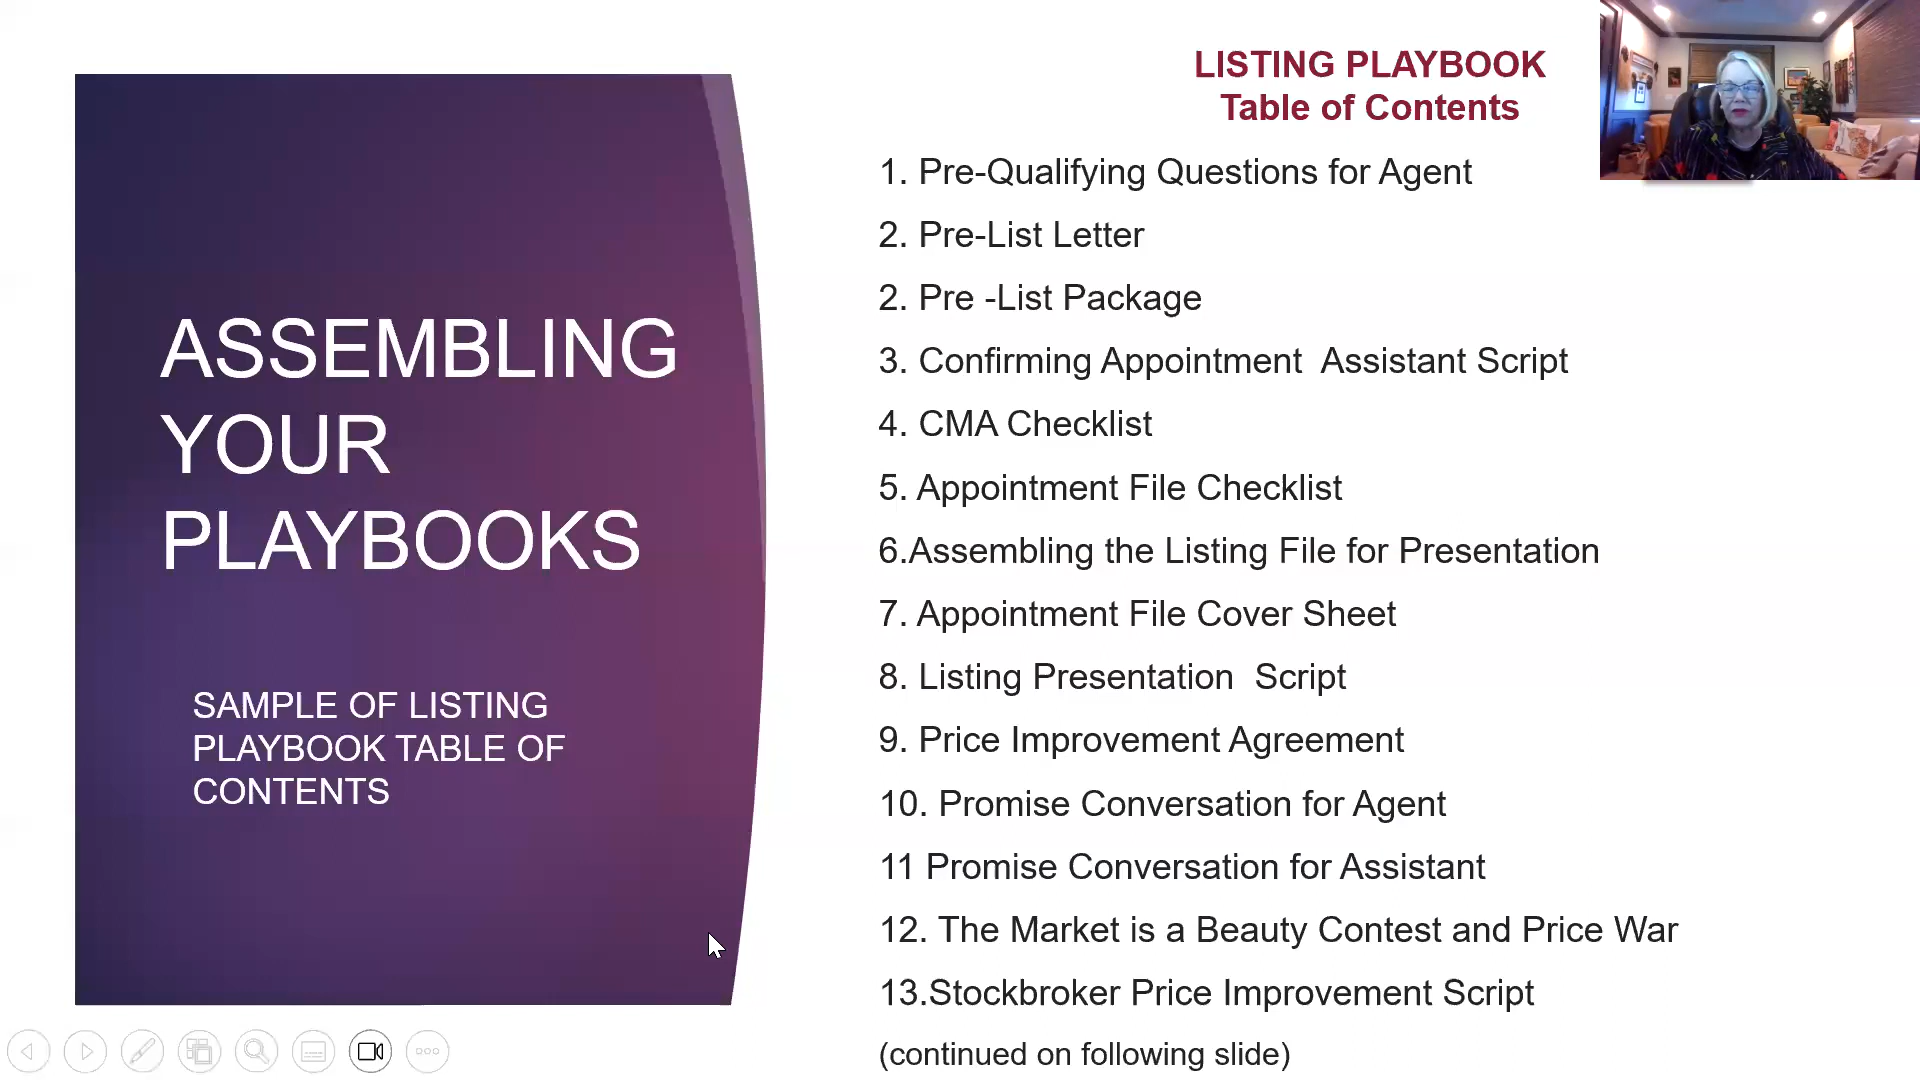 ASSEMBLING
YOUR
PLAYBOOKS
SAMPLE OF LISTING
PLAYBOOK TABLE OF
CONTENTS
LISTING PLAYBOOK
Table of Contents
1. Pre-Qualifying Questions for Agent
2. Pre-List Letter
2. Pre -List Package
3. Confirming Appointment  Assistant Script
4. CMA Checklist
5. Appointment File Checklist
6.Assembling the Listing File for Presentation
7. Appointment File Cover Sheet
8. Listing Presentation  Script
9. Price Improvement Agreement
10. Promise Conversation for Agent
11 Promise Conversation for Assistant
12. The Market is a Beauty Contest and Price War
13.Stockbroker Price Improvement Script
(continued on following slide)